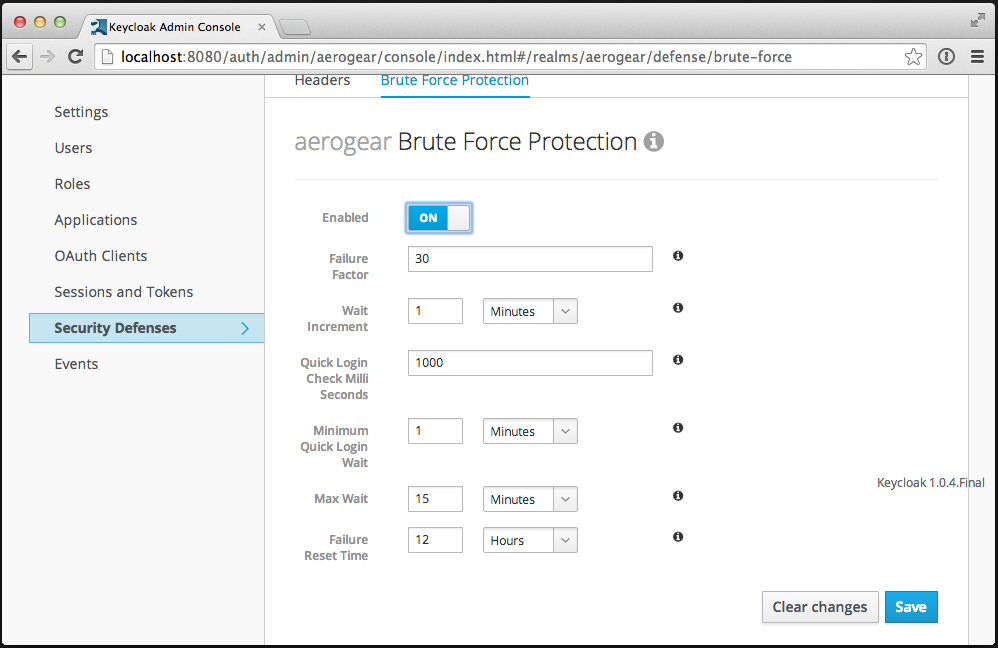 Keycloak Admin Console
localhost:8080/auth/admin/aerogear/console/index.html#/realms/aerogear/defense/brute-force
Headers
Brute Force Protection
Settings
Users
Roles
Applications
OAuth Clients
Sessions and Tokens
Security Defenses
Events
aerogear Brute Force Protection
Enabled
ON
Failure
Factor
30
Wait
Increment
1
Minutes
Quick Login
Check Milli
Seconds
1000
Minimum
Quick Login
Wait
1
Minutes
Max Wait
15
Minutes
Failure
Reset Time
12
Hours
Keycloak 1.0.4.Final
Clear changes
Save